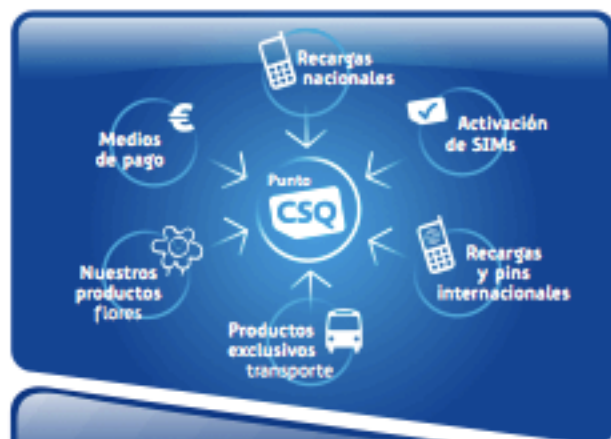 Recargas
nacionales
Medios
de pago
€
Activación
de SIMs
Punto
CSQ
Nuestros
productos
flores
Recargas
y pins
internacionales
Productos
exclusivos
transporte